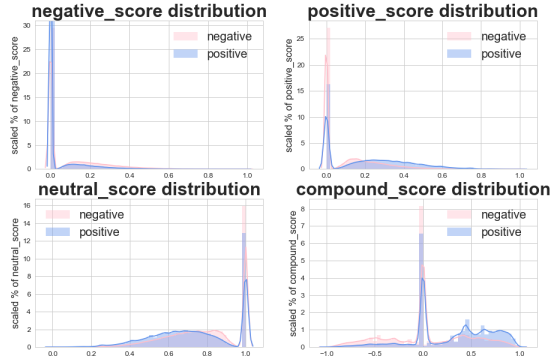 negative_score distribution
scaled % of negative_score
30
25
20
15
10
5
0
0.0 0.2 0.4 0.6 0.8 1.0
negative
positive
positive_score distribution
scaled % of positive_score
25
20
15
10
5
0
0.0 0.2 0.4 0.6 0.8 1.0
negative
positive
neutral_score distribution
scaled % of neutral_score
16
14
12
10
8
6
4
2
0
0.0 0.2 0.4 0.6 0.8 1.0
negative
positive
compound_score distribution
scaled % of compound_score
8
7
6
5
4
3
2
1
0
−1.0 −0.5 0.0 0.5 1.0
negative
positive